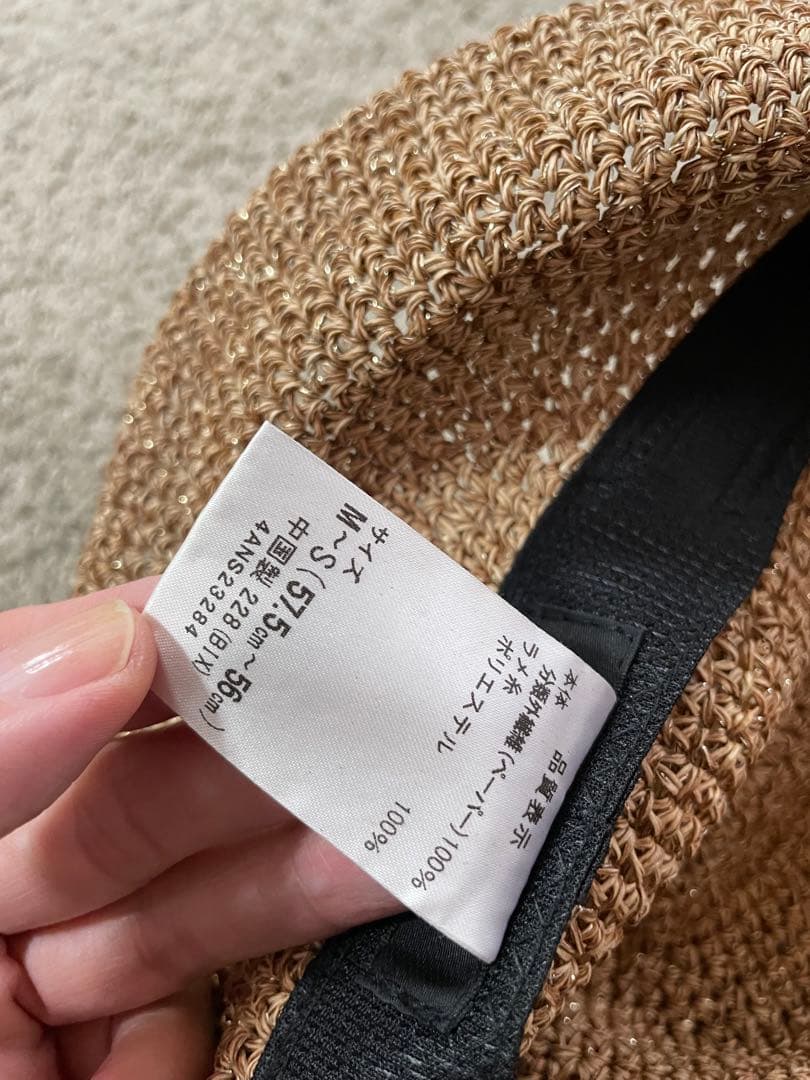 品質表示
本体
分類外繊維(ペーパー)100%
ラメ糸
ポリエステル 100%
サイズ
M~S(57.5cm~56cm)
中国製 228(BIX)
4ANS23284